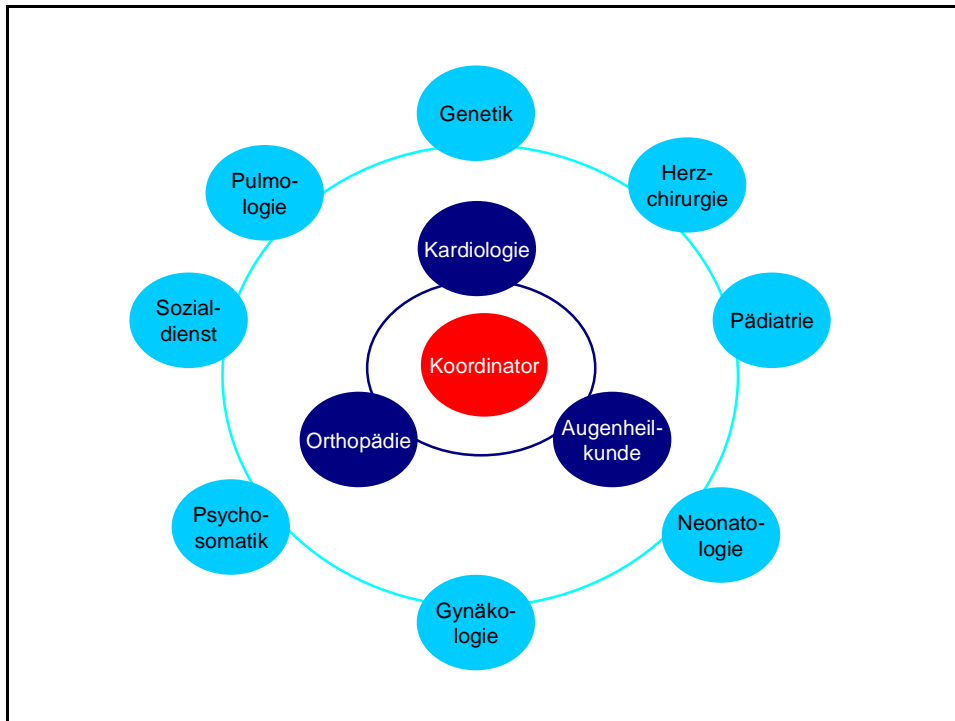 Genetik
Herz-
chirurgie
Pulmo-
logie
Kardiologie
Sozial-
dienst
Pädiatrie
Koordinator
Orthopädie
Augenheil-
kunde
Psycho-
somatik
Neonato-
logie
Gynäko-
logie